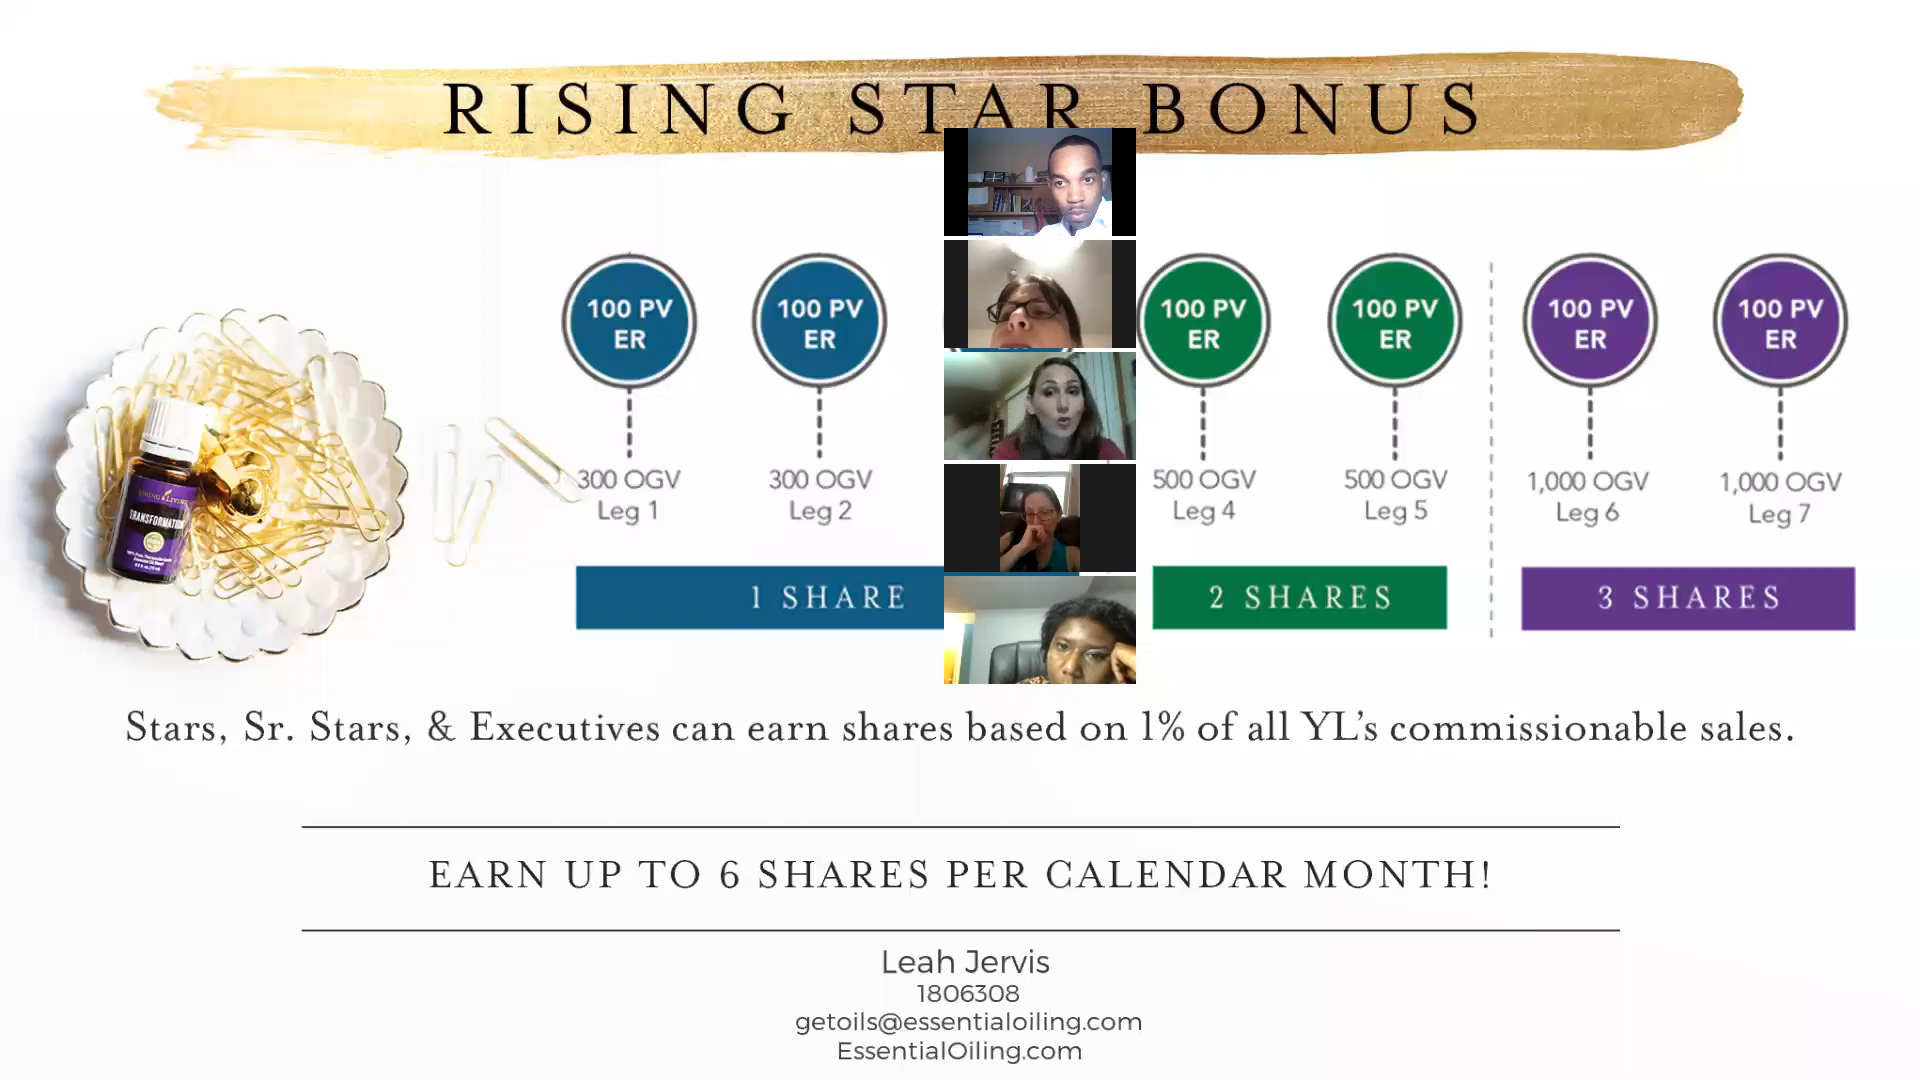 RISING STAR BONUS
100 PV ER
100 PV ER
100 PV ER
100 PV ER
100 PV ER
100 PV ER
300 OGV
Leg 1
300 OGV
Leg 2
500 OGV
Leg 4
500 OGV
Leg 5
1,000 OGV
Leg 6
1,000 OGV
Leg 7
1 SHARE
2 SHARES
3 SHARES
YOUNG LIVING
TRANSFORMATION
Stars, Sr. Stars, & Executives can earn shares based on 1% of all YL's commissionable sales.
EARN UP TO 6 SHARES PER CALENDAR MONTH!
Leah Jervis
1806308
getoils@essentialoiling.com
EssentialOiling.com